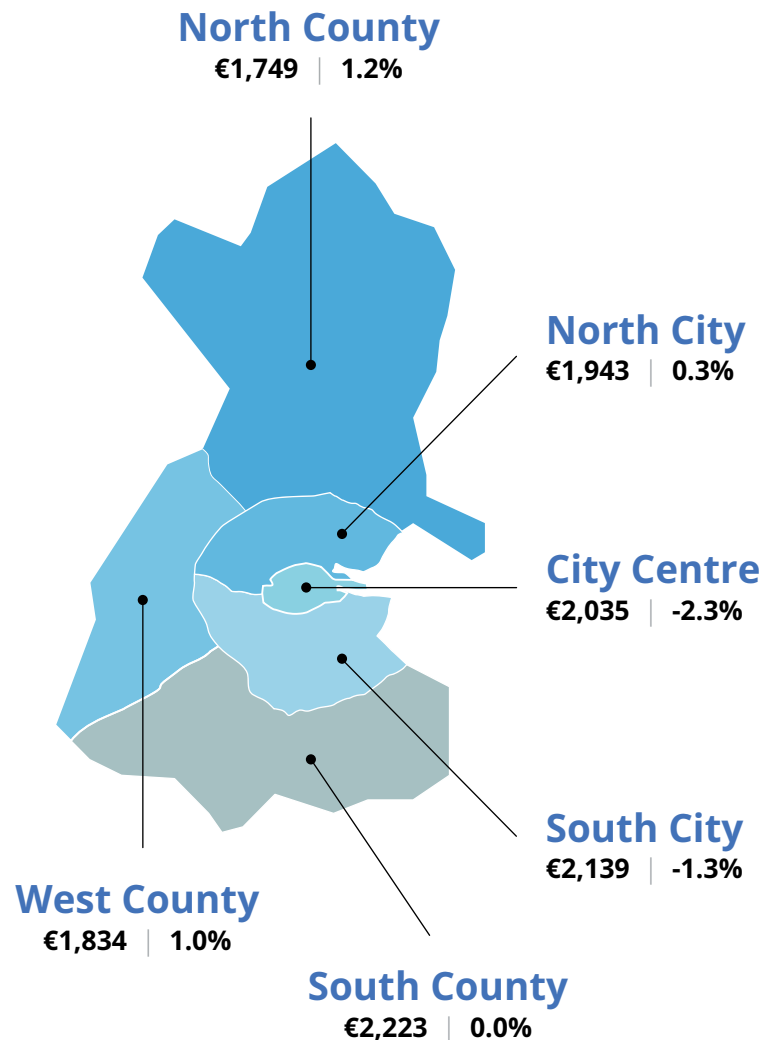 North County
€1,749 | 1.2%
North City
€1,943 | 0.3%
City Centre
€2,035 | -2.3%
South City
€2,139 | -1.3%
West County
€1,834 | 1.0%
South County
€2,223 | 0.0%